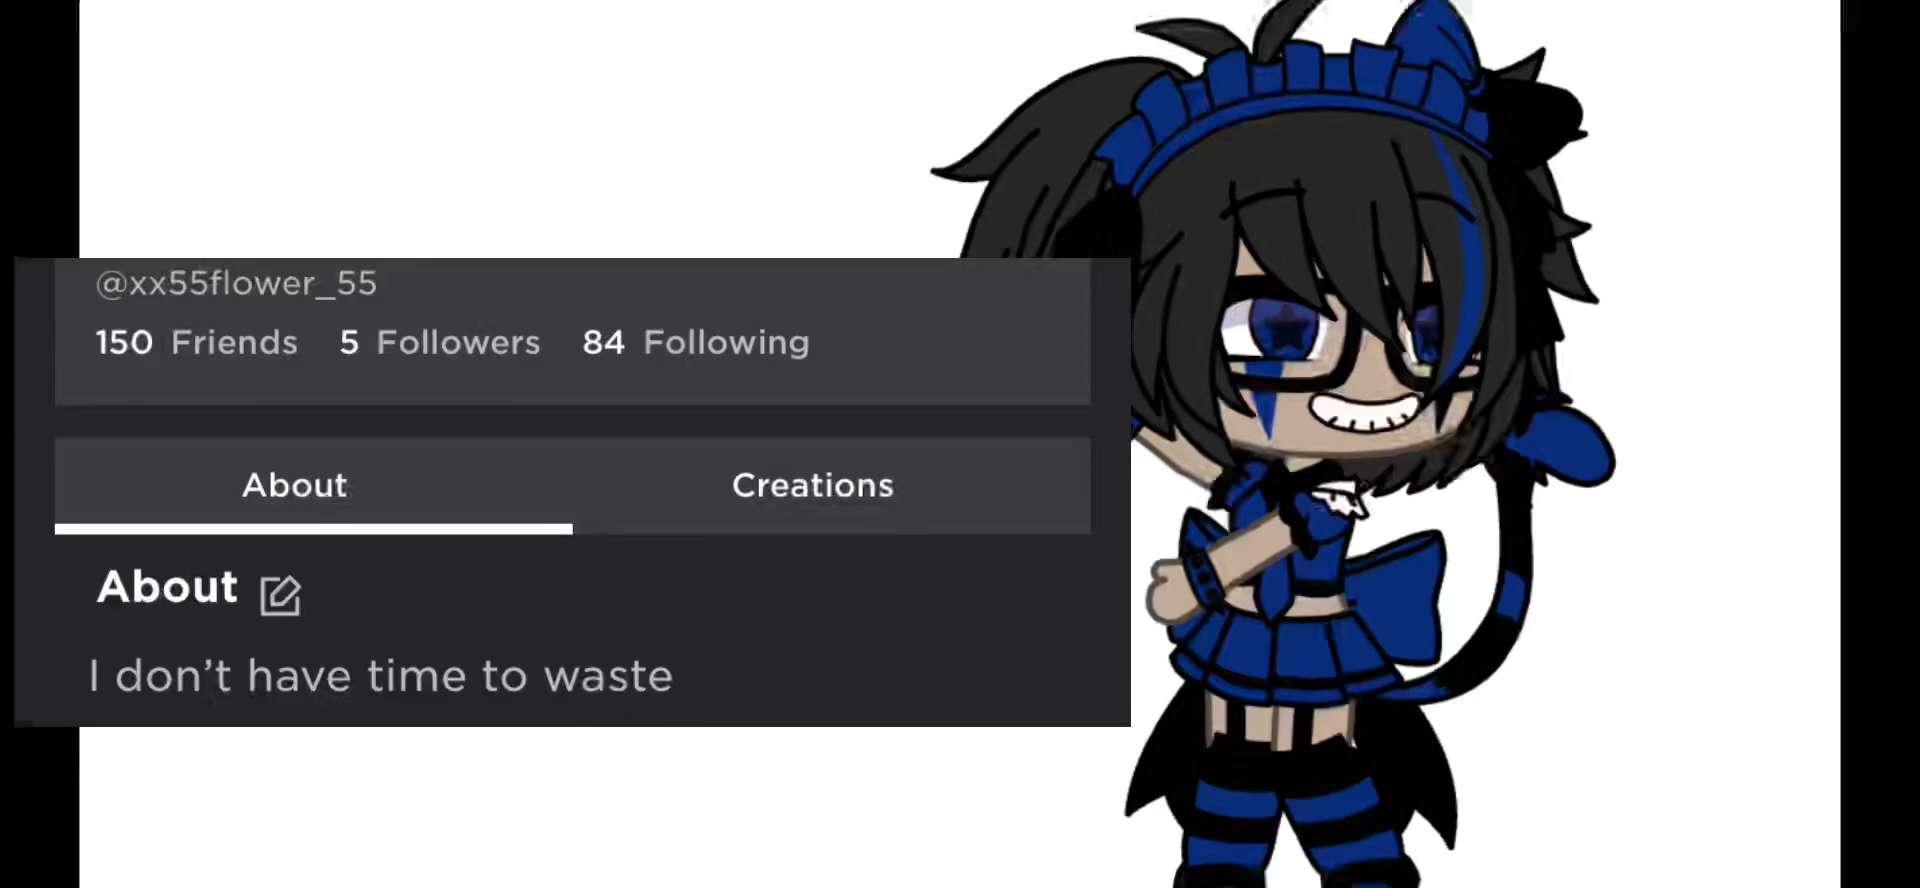 @xx55flower_55
150 Friends 5 Followers 84 Following
About Creations
About
I don’t have time to waste